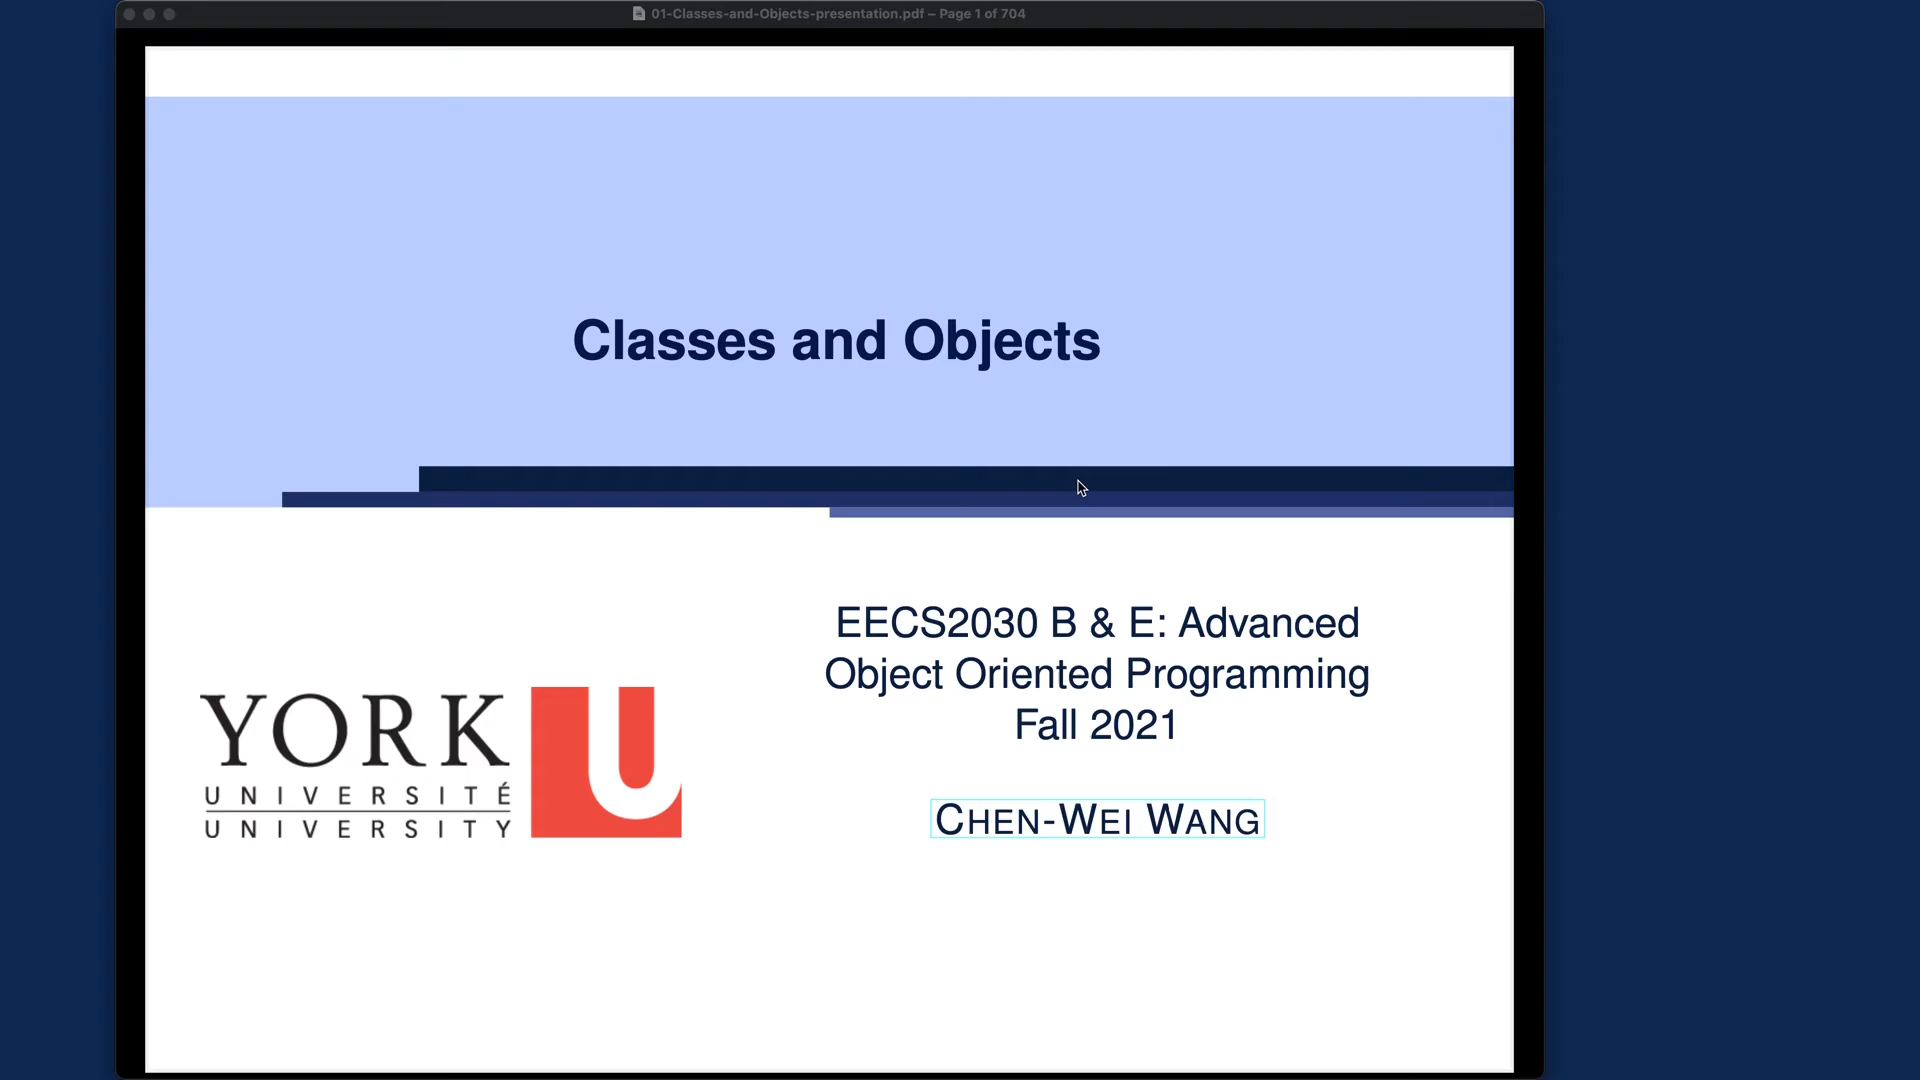 01-Classes-and-Objects-presentation.pdf – Page 1 of 704
Classes and Objects
EECS2030 B & E: Advanced
Object Oriented Programming
Fall 2021
CHEN-WEI WANG
YORK
UNIVERSITÉ
UNIVERSITY
U